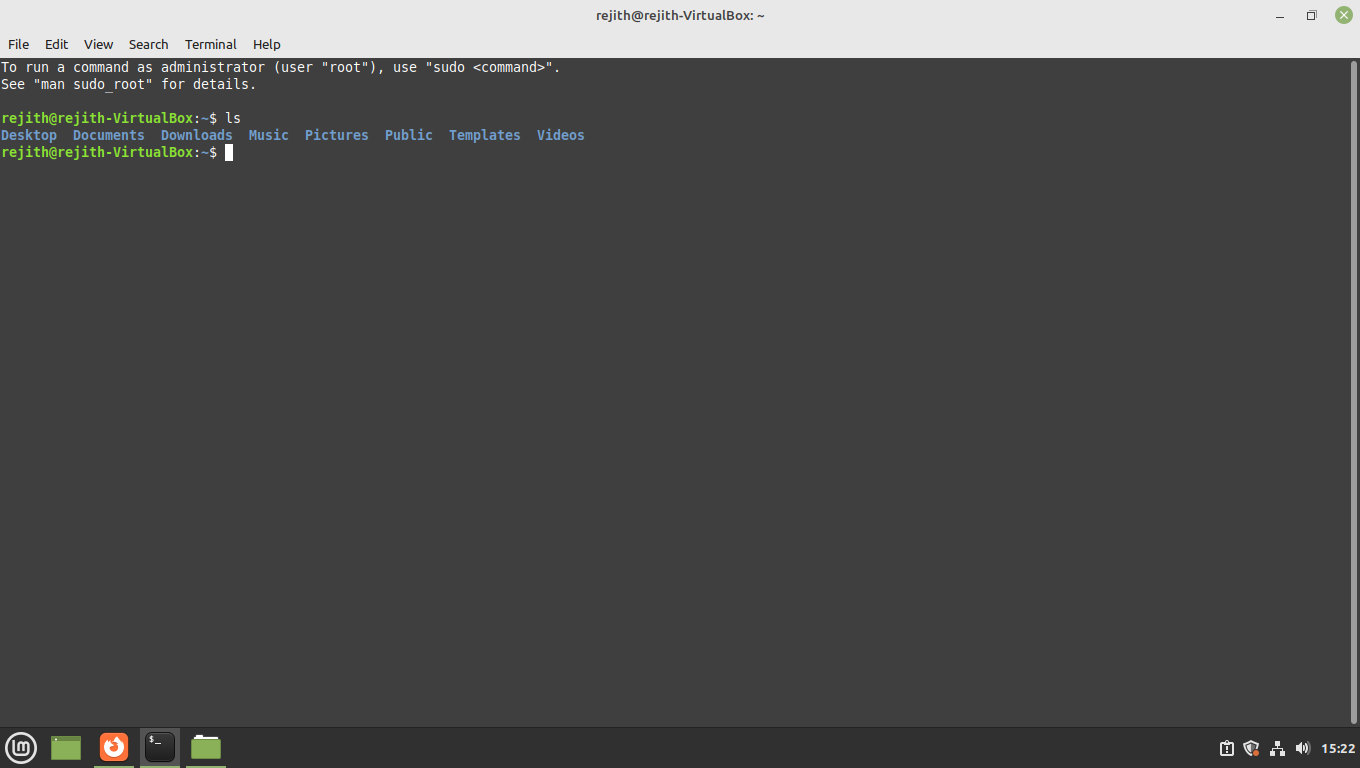 rejith@rejith-VirtualBox: ~
File Edit View Search Terminal Help
To run a command as administrator (user "root"), use "sudo <command>".
See "man sudo_root" for details.
rejith@rejith-VirtualBox:~$ ls
Desktop Documents Downloads Music Pictures Public Templates Videos
rejith@rejith-VirtualBox:~$
$_
15:22